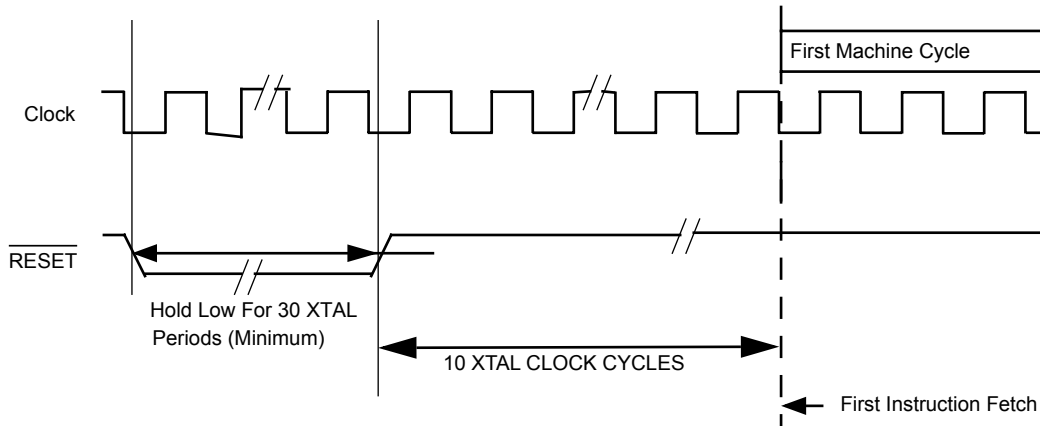 First Machine Cycle
Clock
RESET
Hold Low For 30 XTAL
Periods (Minimum)
10 XTAL CLOCK CYCLES
First Instruction Fetch